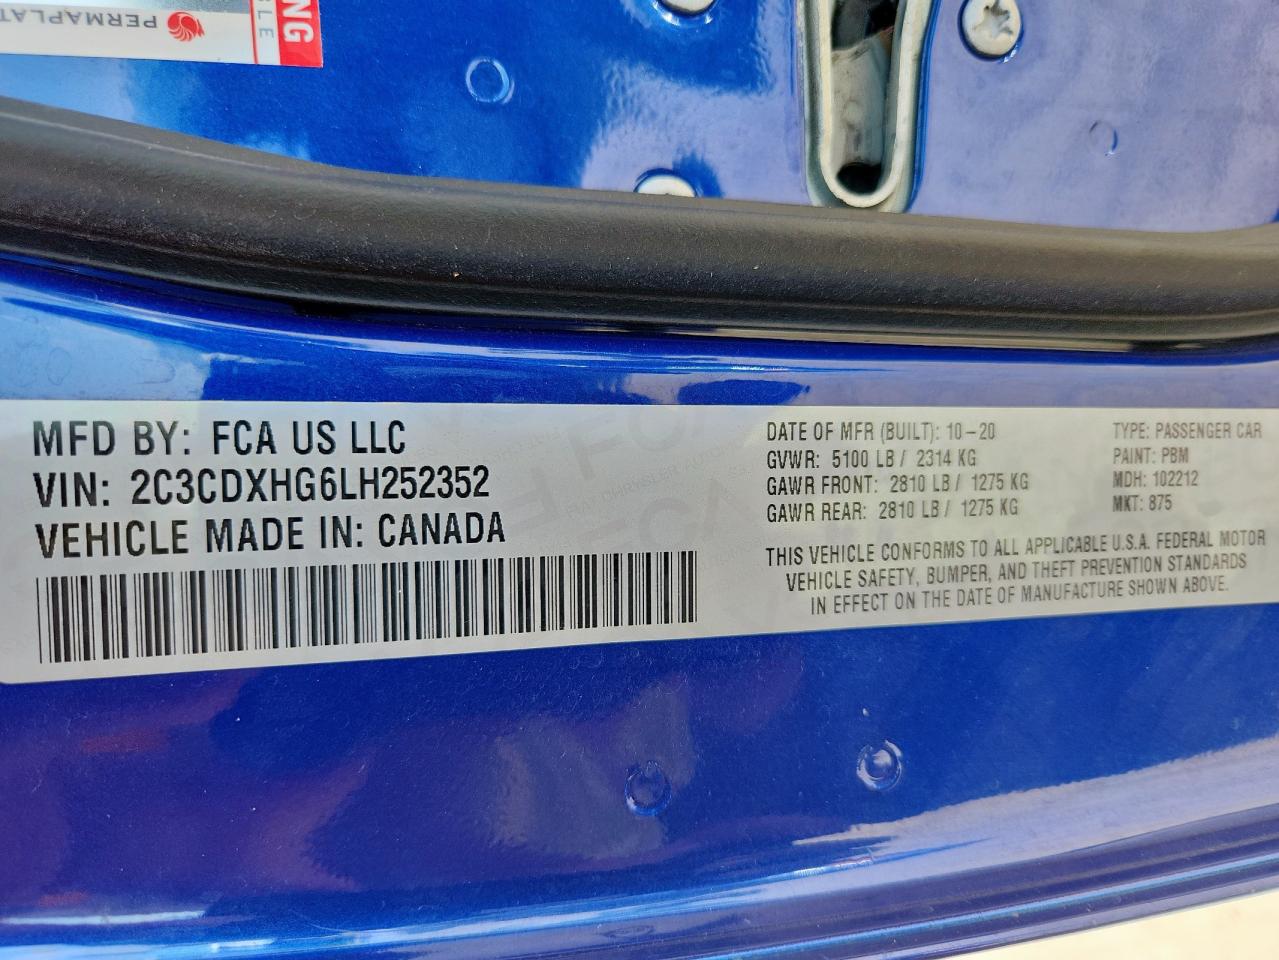 NG
BLE
PERMAPLAT
MFD BY: FCA US LLC
VIN: 2C3CDXHG6LH252352
VEHICLE MADE IN: CANADA
DATE OF MFR (BUILT): 10-20
GVWR: 5100 LB / 2314 KG
GAWR FRONT: 2810 LB / 1275 KG
GAWR REAR: 2810 LB / 1275 KG
TYPE: PASSENGER CAR
PAINT: PBM
MDH: 102212
MKT: 875
THIS VEHICLE CONFORMS TO ALL APPLICABLE U.S.A. FEDERAL MOTOR
VEHICLE SAFETY, BUMPER, AND THEFT PREVENTION STANDARDS
IN EFFECT ON THE DATE OF MANUFACTURE SHOWN ABOVE.